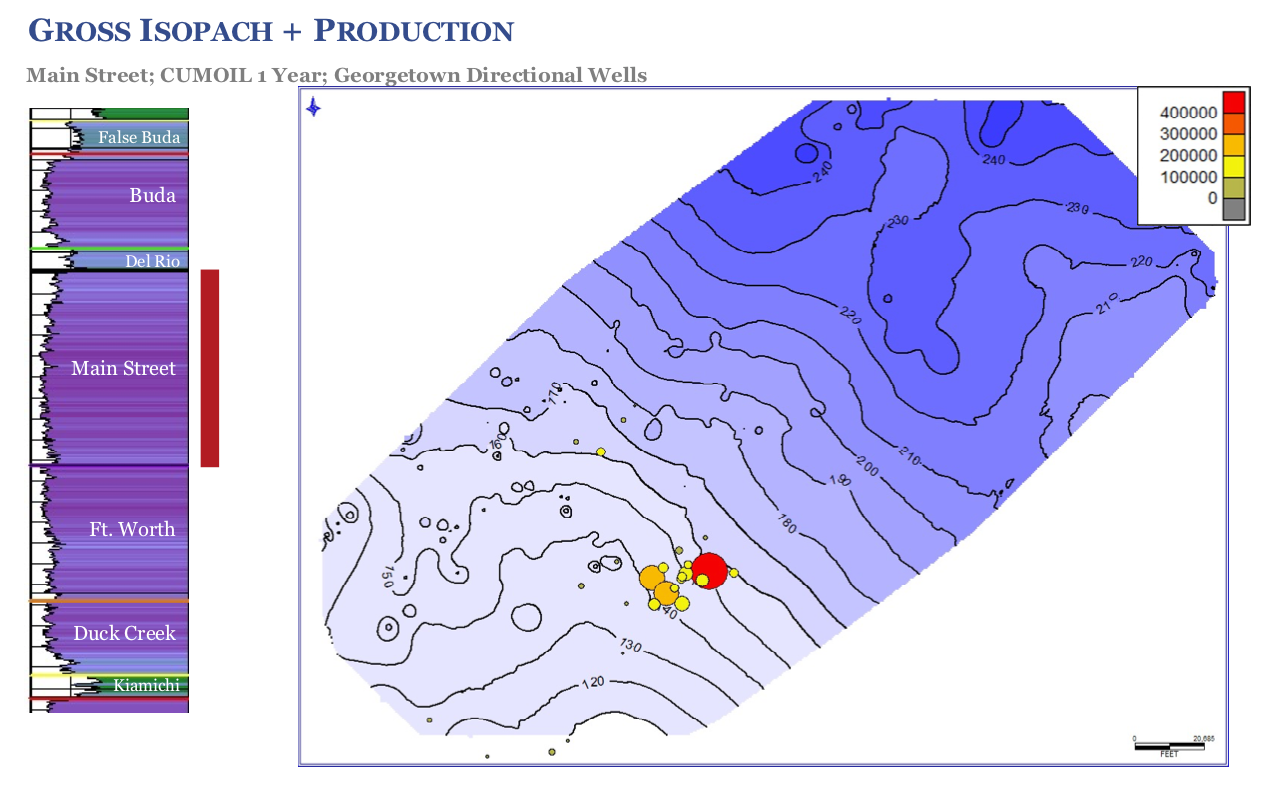 GROSS ISOPACH + PRODUCTION
Main Street; CUMOIL 1 Year; Georgetown Directional Wells
False Buda
Buda
Del Rio
Main Street
Ft. Worth
Duck Creek
Kiamichi
400000
300000
200000
100000
0
240
240
230
230
220
220
210
210
200
190
180
170
160
150
140
130
120
0 20,685
FEET